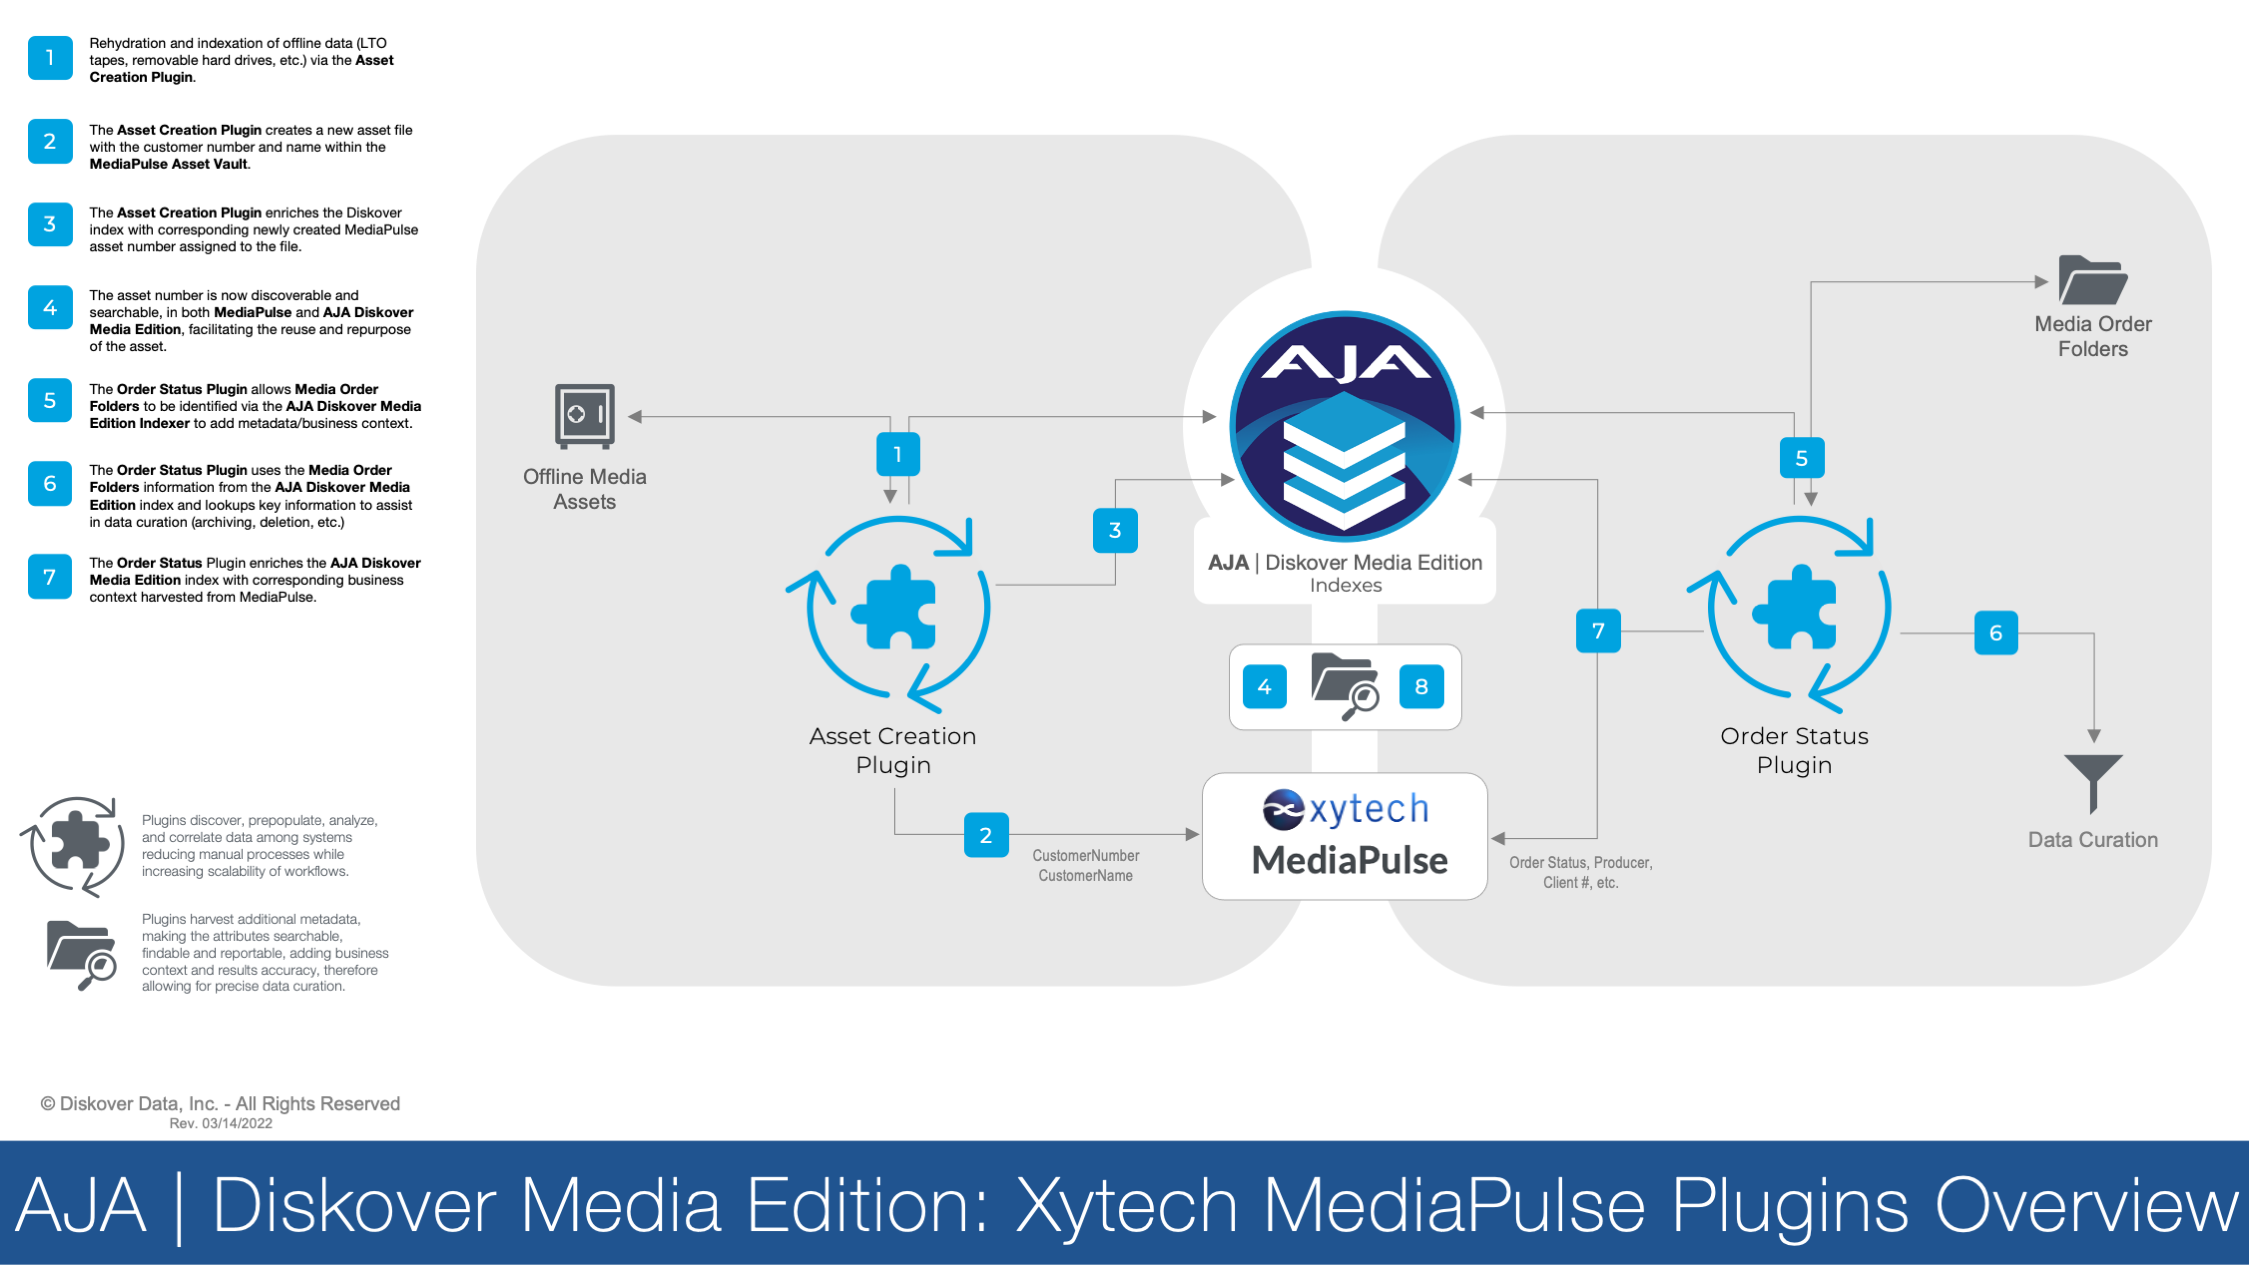 1
Rehydration and indexation of offline data (LTO
tapes, removable hard drives, etc.) via the Asset
Creation Plugin.
2
The Asset Creation Plugin creates a new asset file
with the customer number and name within the
MediaPulse Asset Vault.
3
The Asset Creation Plugin enriches the Diskover
index with corresponding newly created MediaPulse
asset number assigned to the file.
4
The asset number is now discoverable and
searchable, in both MediaPulse and AJA Diskover
Media Edition, facilitating the reuse and repurpose
of the asset.
5
The Order Status Plugin allows Media Order
Folders to be identified via the AJA Diskover Media
Edition Indexer to add metadata/business context.
6
The Order Status Plugin uses the Media Order
Folders information from the AJA Diskover Media
Edition index and lookups key information to assist
in data curation (archiving, deletion, etc.)
7
The Order Status Plugin enriches the AJA Diskover
Media Edition index with corresponding business
context harvested from MediaPulse.
Plugins discover, prepopulate, analyze,
and correlate data among systems
reducing manual processes while
increasing scalability of workflows.
Plugins harvest additional metadata,
making the attributes searchable,
findable and reportable, adding business
context and results accuracy, therefore
allowing for precise data curation.
© Diskover Data, Inc. - All Rights Reserved
Rev. 03/14/2022
Offline Media
Assets
1
3
Asset Creation
Plugin
2
CustomerNumber
CustomerName
AJA
AJA | Diskover Media Edition
Indexes
4
8
xytech
MediaPulse
Media Order
Folders
5
7
6
Order Status
Plugin
Order Status, Producer,
Client #, etc.
Data Curation
AJA | Diskover Media Edition: Xytech MediaPulse Plugins Overview